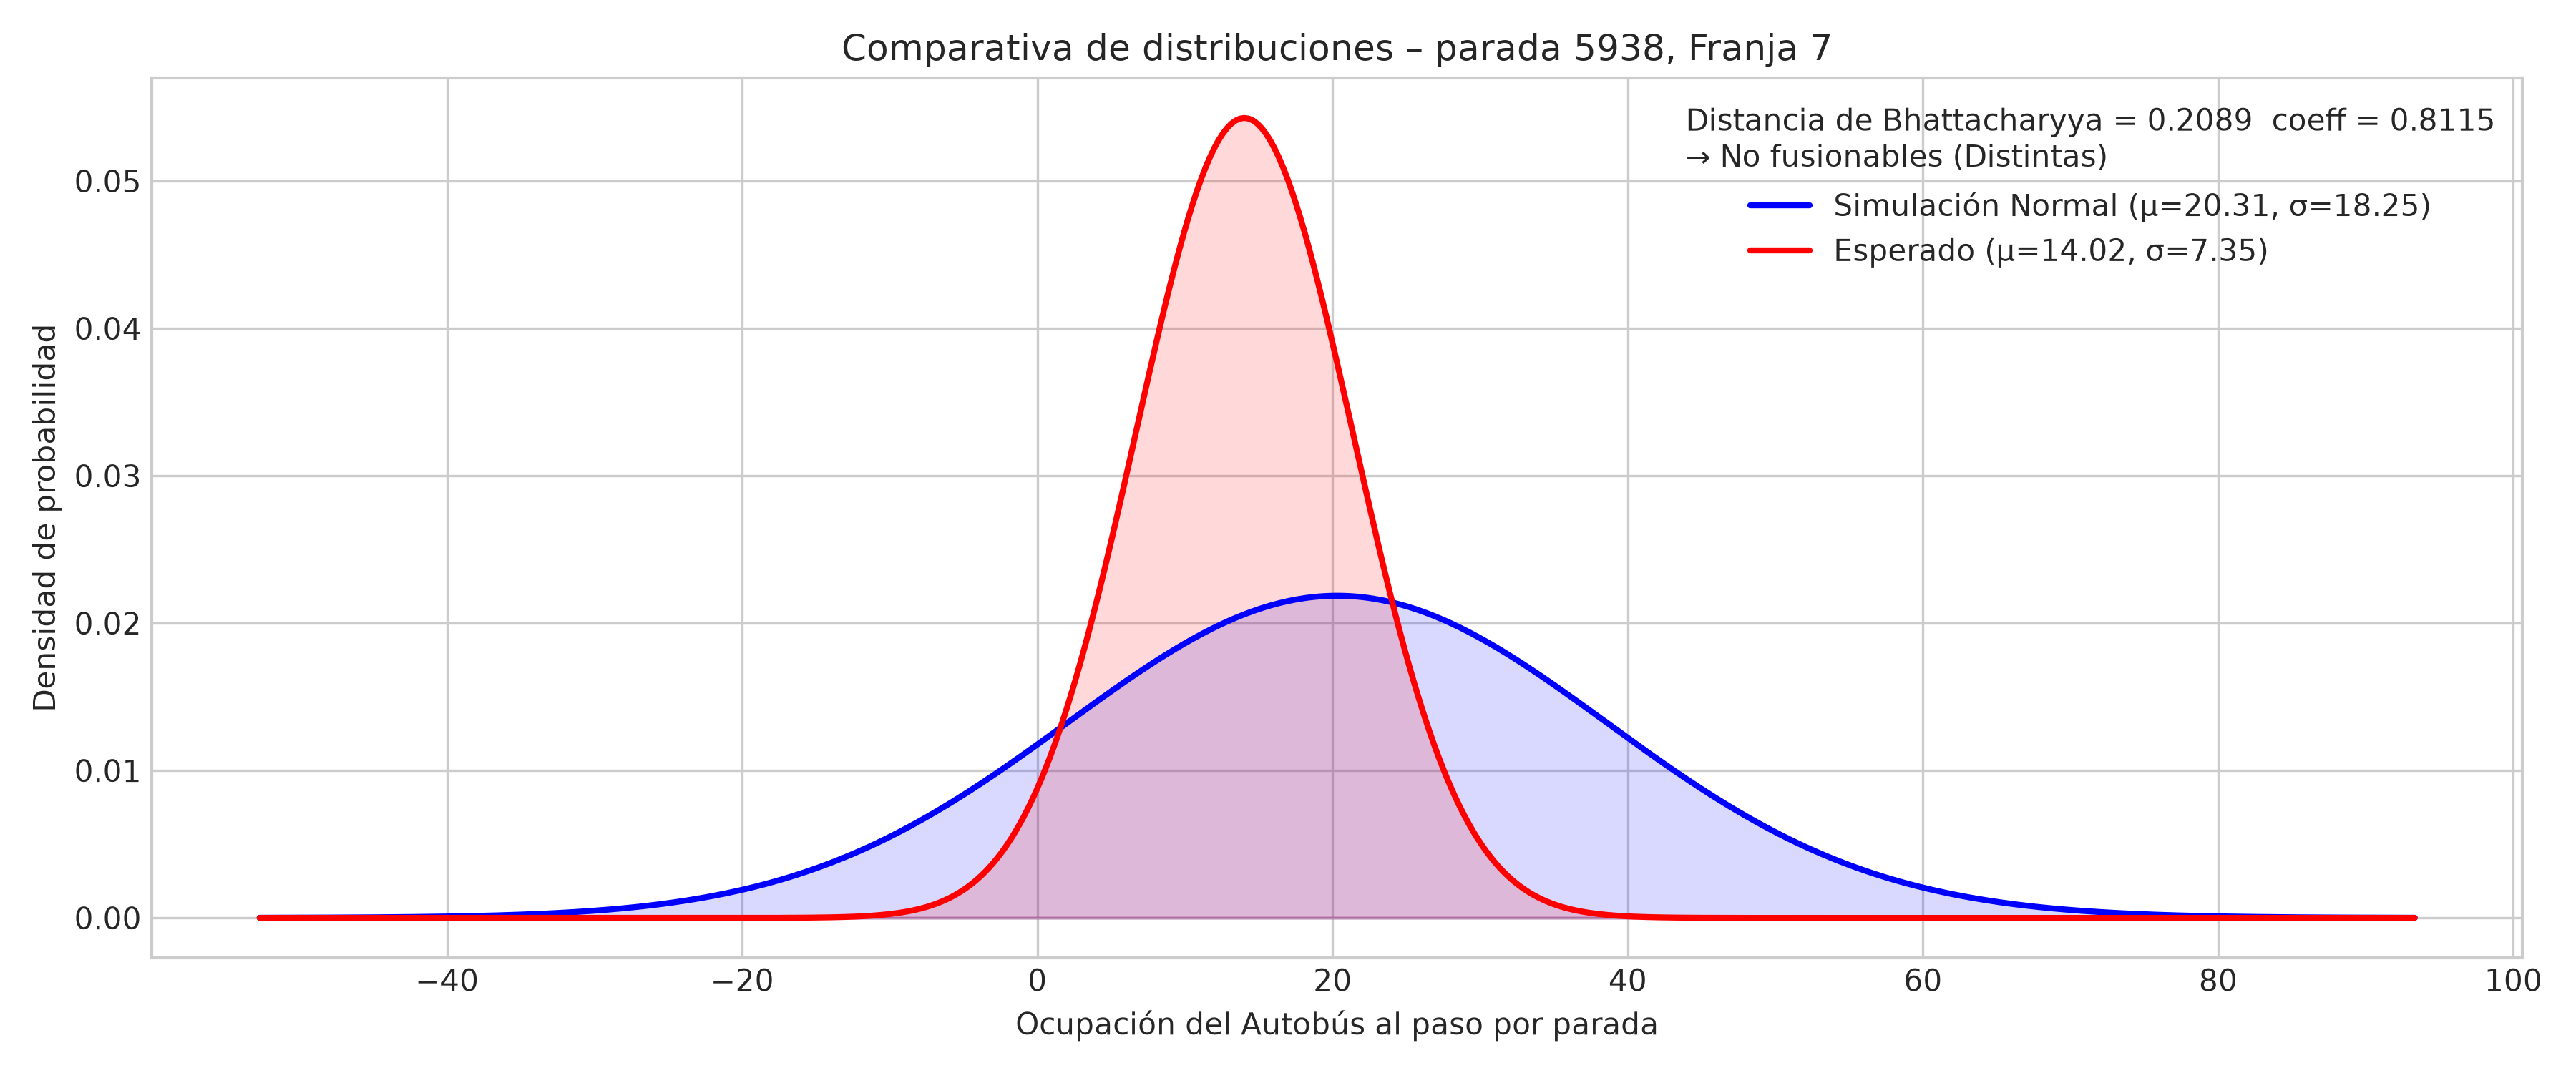 Comparativa de distribuciones – parada 5938, Franja 7
Distancia de Bhattacharyya = 0.2089  coeff = 0.8115
→ No fusionables (Distintas)
Simulación Normal (μ=20.31, σ=18.25)
Esperado (μ=14.02, σ=7.35)
Densidad de probabilidad
0.05
0.04
0.03
0.02
0.01
0.00
−40 −20 0 20 40 60 80 100
Ocupación del Autobús al paso por parada